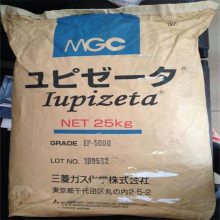 MGC
ユピゼータ
Iupizeta
NET 25kg
GRADE EP-5000
LOT NO.
三菱ガス化学株式会社
東京都千代田区丸の内2-5-2